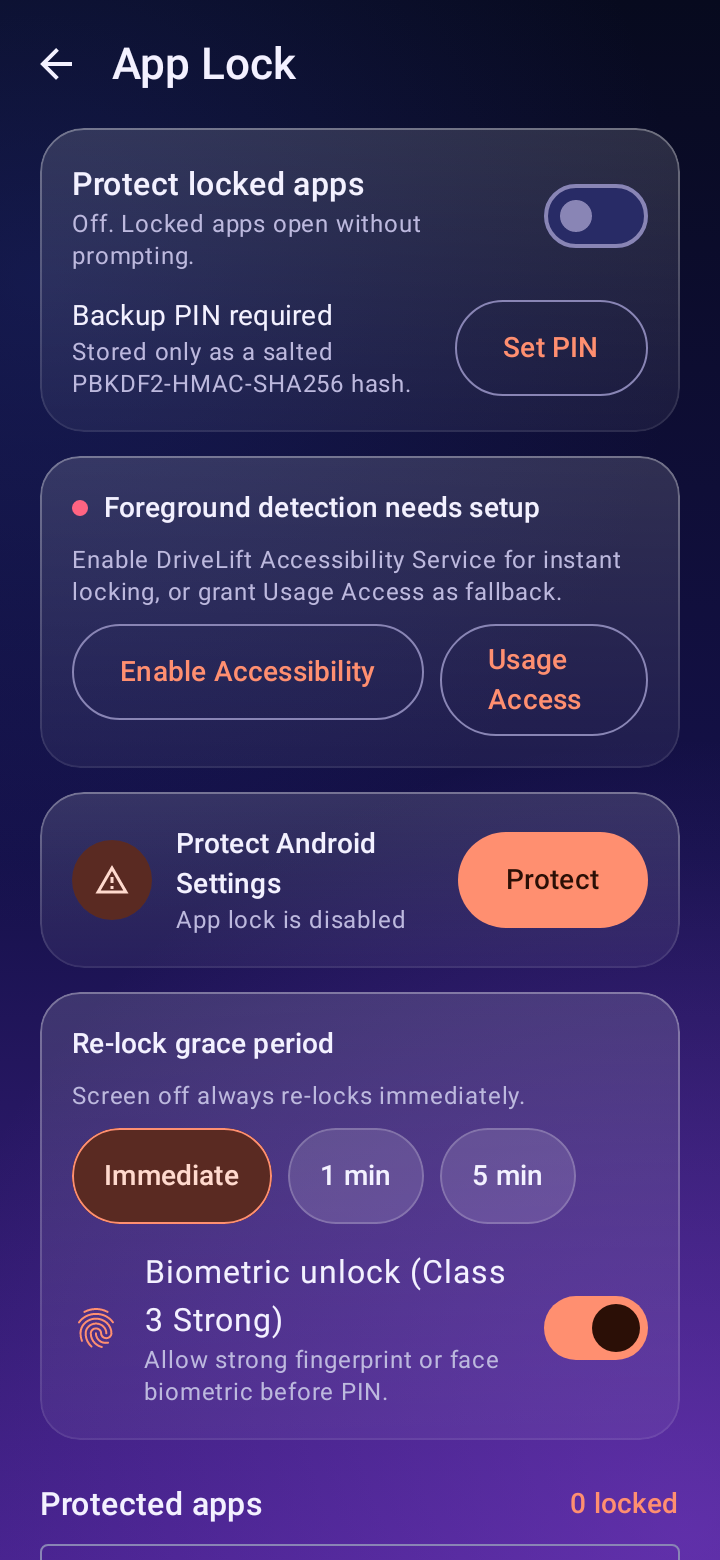 App Lock
Protect locked apps
Off. Locked apps open without
prompting.
Backup PIN required
Stored only as a salted
PBKDF2-HMAC-SHA256 hash.
Set PIN
Foreground detection needs setup
Enable DriveLift Accessibility Service for instant
locking, or grant Usage Access as fallback.
Enable Accessibility
Usage
Access
Protect Android
Settings
App lock is disabled
Protect
Re-lock grace period
Screen off always re-locks immediately.
Immediate
1 min
5 min
Biometric unlock (Class
3 Strong)
Allow strong fingerprint or face
biometric before PIN.
Protected apps
0 locked